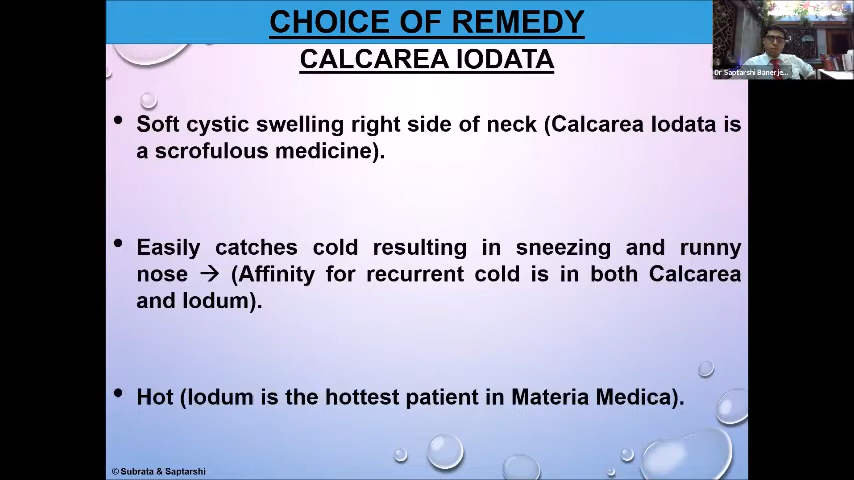 CHOICE OF REMEDY
CALCAREA IODATA
Dr Saptarshi Banerje...
• Soft cystic swelling right side of neck (Calcarea Iodata is
a scrofulous medicine).
• Easily catches cold resulting in sneezing and runny
nose → (Affinity for recurrent cold is in both Calcarea
and Iodum).
• Hot (Iodum is the hottest patient in Materia Medica).
© Subrata & Saptarshi